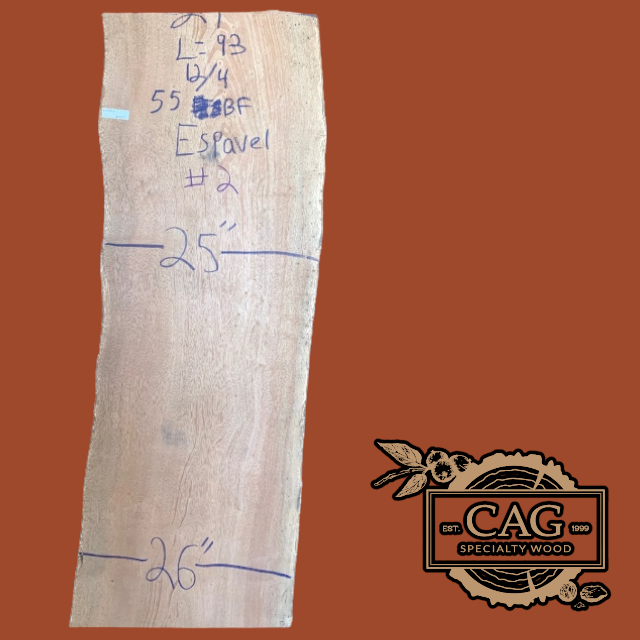 L= 93
12/4
55 BF
Espavel
#2
25"
26"
EST. CAG 1999
SPECIALTY WOOD